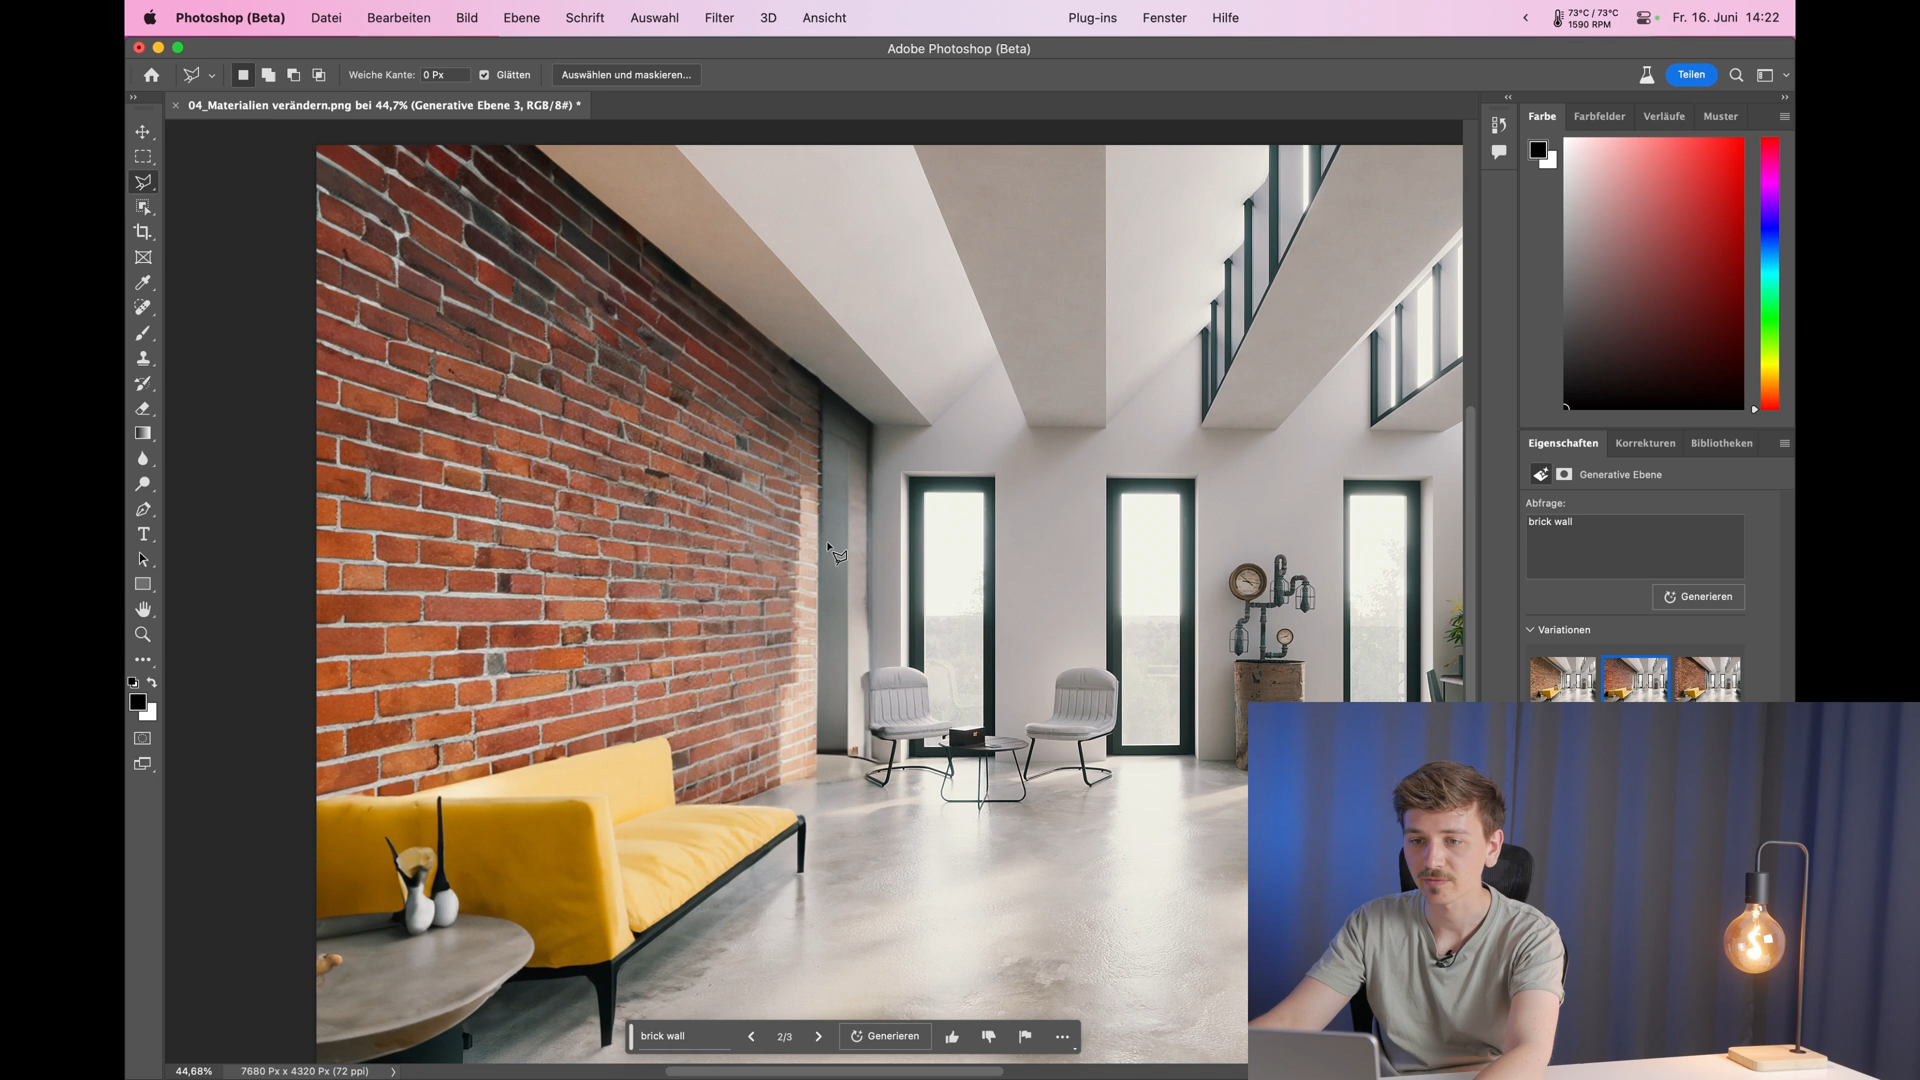 Photoshop (Beta) Datei Bearbeiten Bild Ebene Schrift Auswahl Filter 3D Ansicht Plug-ins Fenster Hilfe 73°C / 73°C Fr. 16. Juni 14:22
1590 RPM
Adobe Photoshop (Beta)
Weiche Kante: 0 Px Glätten Auswählen und maskieren... Teilen
04_Materialien verändern.png bei 44,7% (Generative Ebene 3, RGB/8#) *
Farbe Farbfelder Verläufe Muster
Eigenschaften Korrekturen Bibliotheken
Generative Ebene
Abfrage:
brick wall
Generieren
Variationen
brick wall 2/3 Generieren
44,68% 7680 Px x 4320 Px (72 ppi)